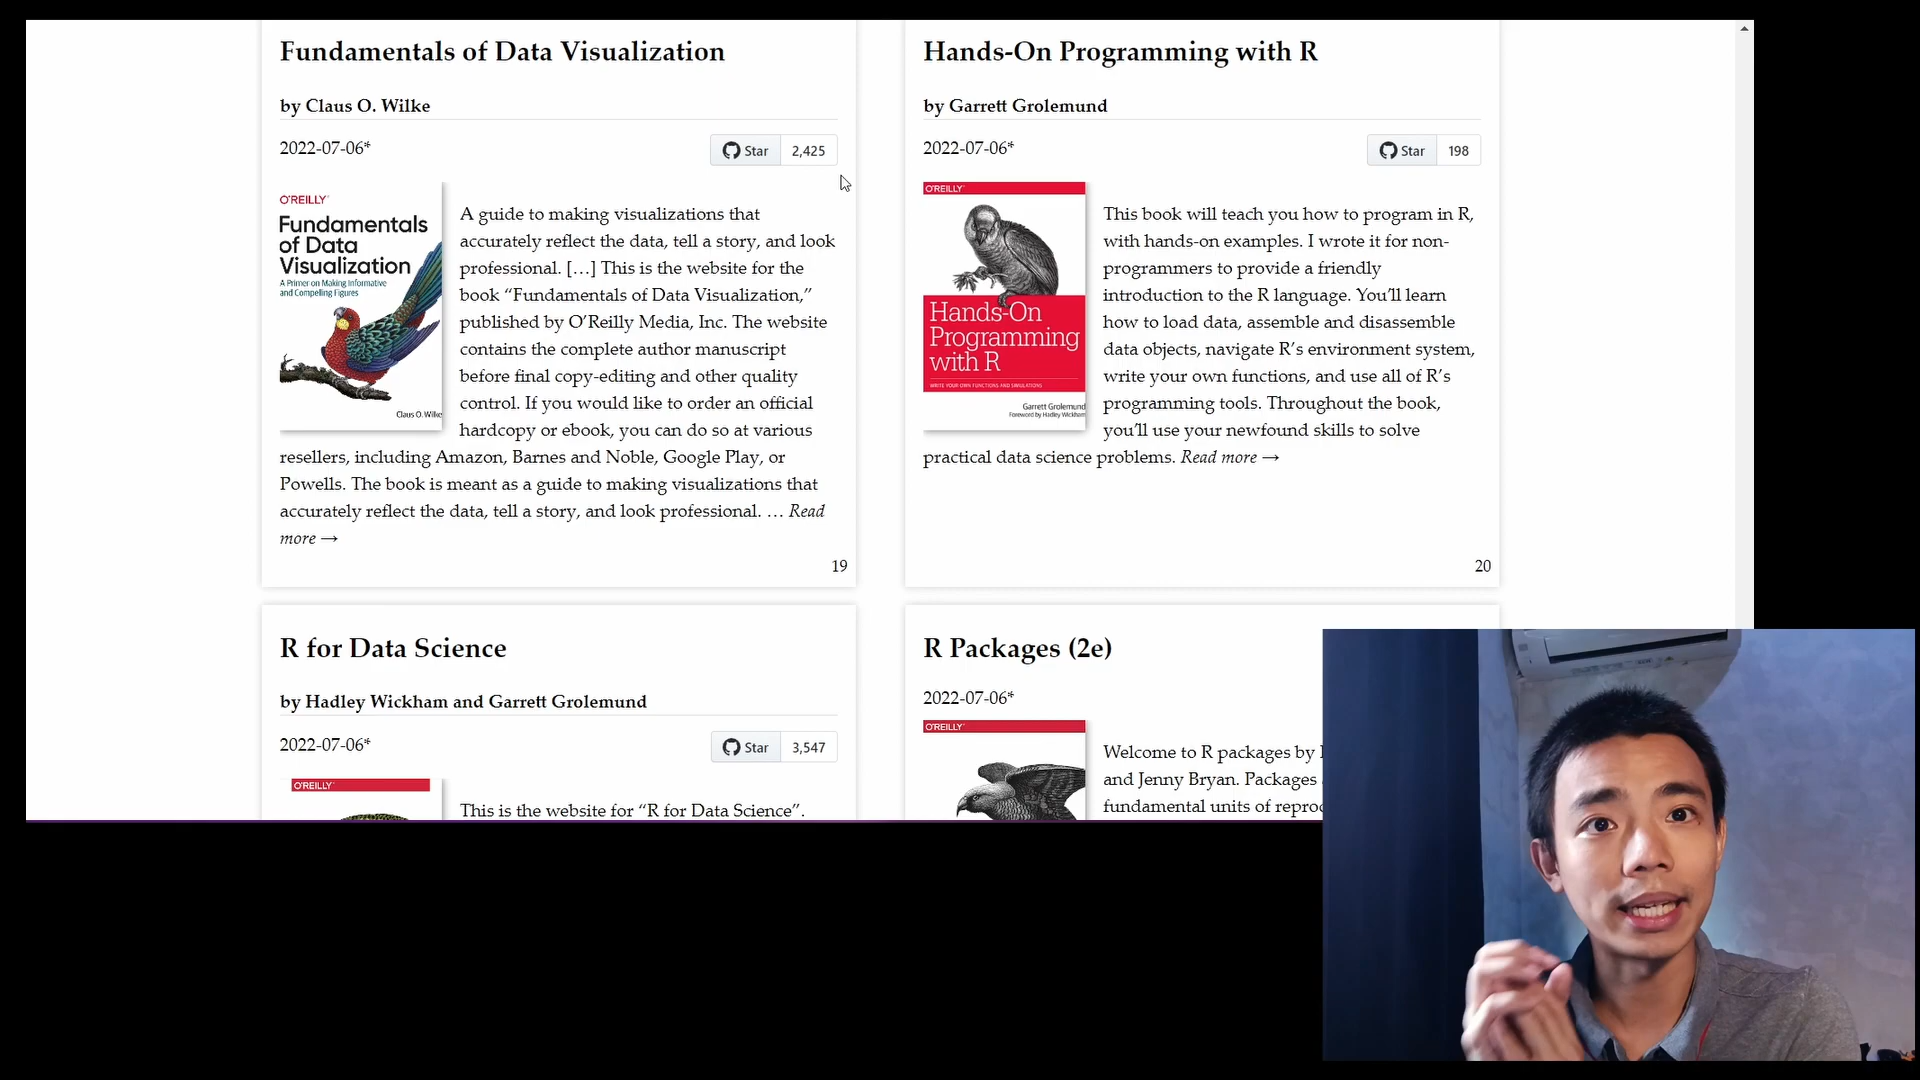 Fundamentals of Data Visualization
by Claus O. Wilke
2022-07-06*
Star 2,425
O'REILLY
Fundamentals
of Data
Visualization
A Primer on Making Informative
and Compelling Figures
Claus O. Wilke
A guide to making visualizations that
accurately reflect the data, tell a story, and look
professional. […] This is the website for the
book “Fundamentals of Data Visualization,”
published by O’Reilly Media, Inc. The website
contains the complete author manuscript
before final copy-editing and other quality
control. If you would like to order an official
hardcopy or ebook, you can do so at various
resellers, including Amazon, Barnes and Noble, Google Play, or
Powells. The book is meant as a guide to making visualizations that
accurately reflect the data, tell a story, and look professional. … Read
more →
19
Hands-On Programming with R
by Garrett Grolemund
2022-07-06*
Star 198
O'REILLY
Hands-On
Programming
with R
WRITE YOUR OWN FUNCTIONS AND SIMULATIONS
Garrett Grolemund
Foreword by Hadley Wickham
This book will teach you how to program in R,
with hands-on examples. I wrote it for non-
programmers to provide a friendly
introduction to the R language. You’ll learn
how to load data, assemble and disassemble
data objects, navigate R’s environment system,
write your own functions, and use all of R’s
programming tools. Throughout the book,
you’ll use your newfound skills to solve
practical data science problems. Read more →
20
R for Data Science
by Hadley Wickham and Garrett Grolemund
2022-07-06*
Star 3,547
O'REILLY
This is the website for “R for Data Science”.
R Packages (2e)
2022-07-06*
O'REILLY
Welcome to R packages by
and Jenny Bryan. Packages
fundamental units of repro